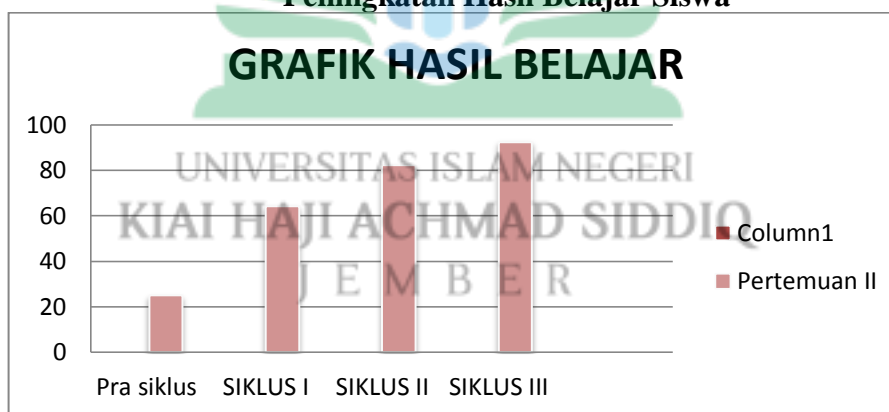 Peningkatan Hasil Belajar Siswa
GRAFIK HASIL BELAJAR
100
80
60
40
20
0
Pra siklus SIKLUS I SIKLUS II SIKLUS III
Column1
Pertemuan II
UNIVERSITAS ISLAM NEGERI
KIAI HAJI ACHMAD SIDDIQ
JEMBER